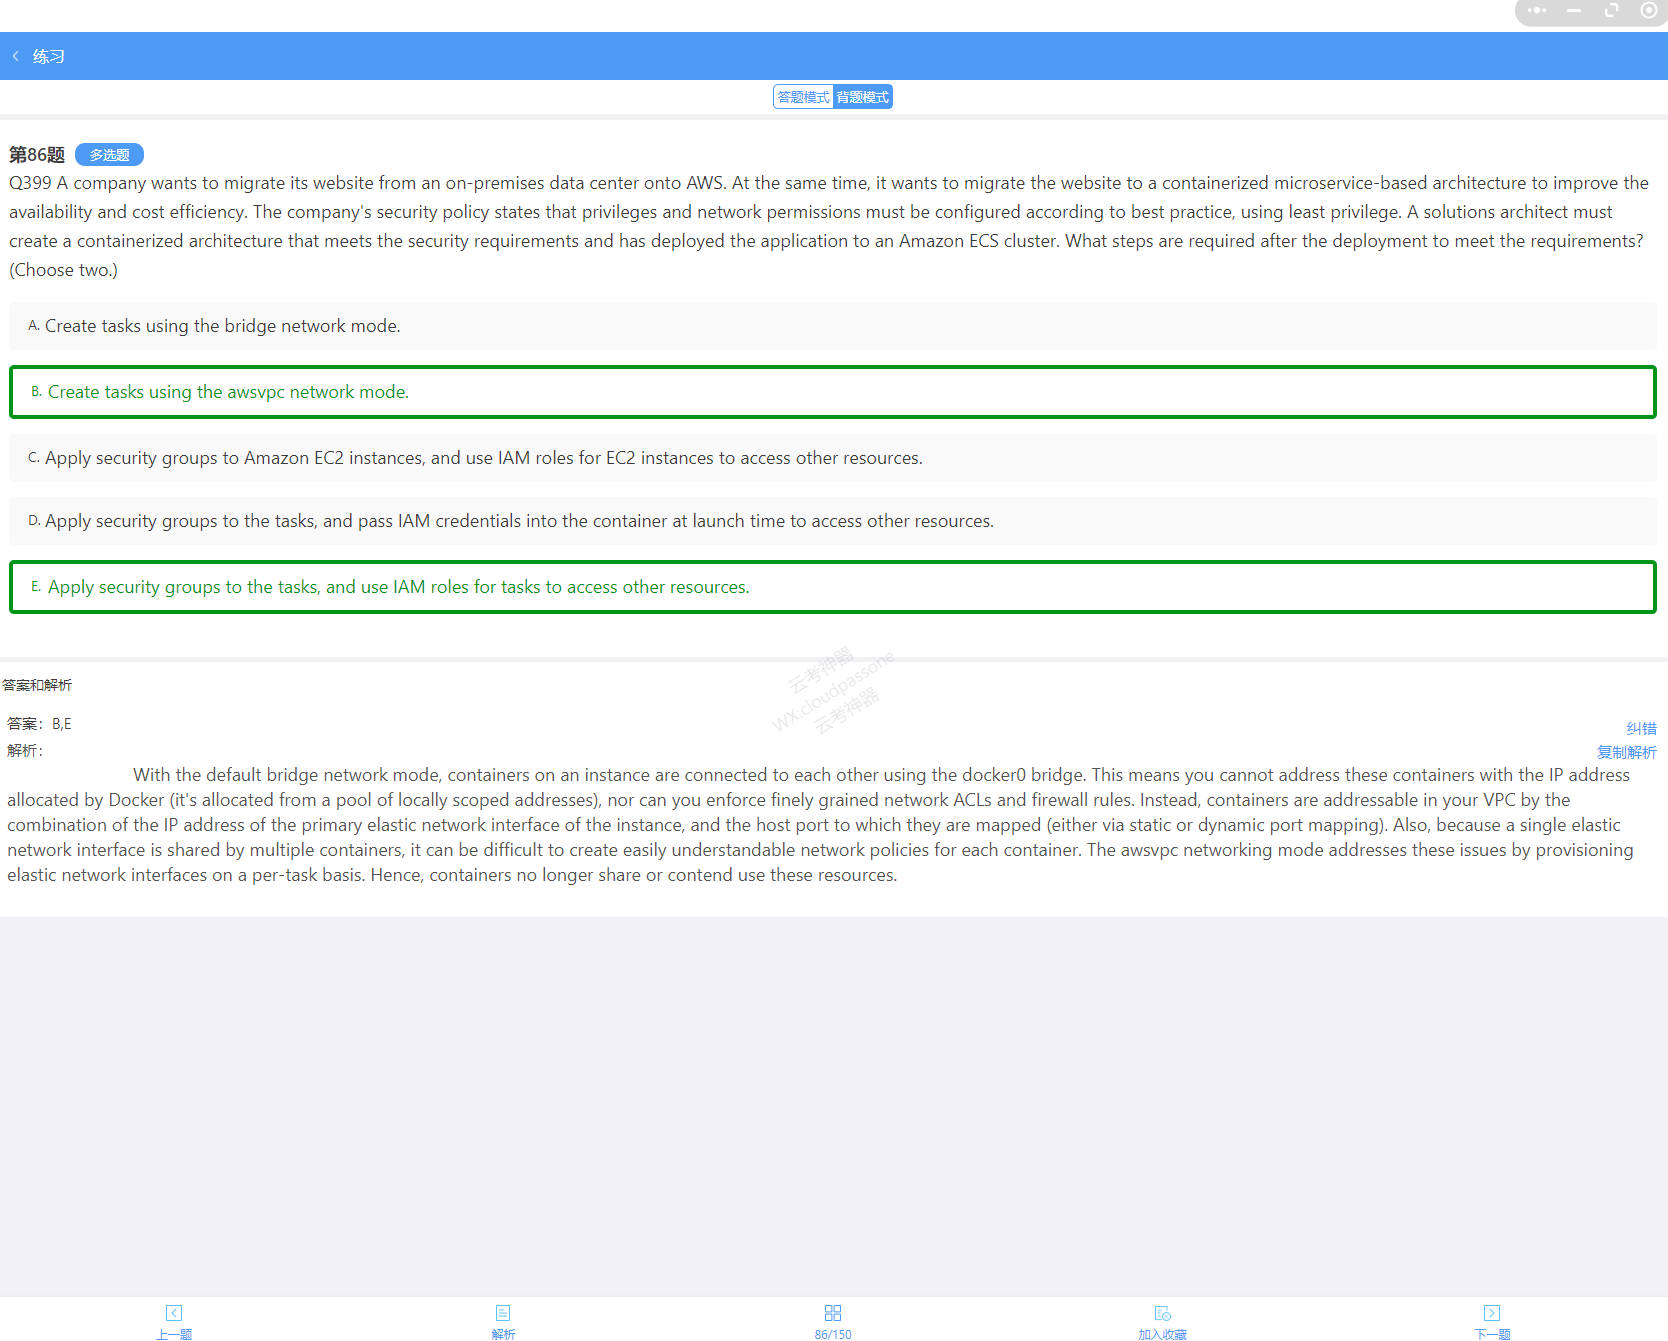 练习
答题模式 背题模式
第86题 多选题
Q399 A company wants to migrate its website from an on-premises data center onto AWS. At the same time, it wants to migrate the website to a containerized microservice-based architecture to improve the
availability and cost efficiency. The company's security policy states that privileges and network permissions must be configured according to best practice, using least privilege. A solutions architect must
create a containerized architecture that meets the security requirements and has deployed the application to an Amazon ECS cluster. What steps are required after the deployment to meet the requirements?
(Choose two.)
A. Create tasks using the bridge network mode.
B. Create tasks using the awsvpc network mode.
C. Apply security groups to Amazon EC2 instances, and use IAM roles for EC2 instances to access other resources.
D. Apply security groups to the tasks, and pass IAM credentials into the container at launch time to access other resources.
E. Apply security groups to the tasks, and use IAM roles for tasks to access other resources.
云考神器
WX:cloudpassone
云考神器
答案和解析
答案：B,E
纠错
解析：
复制解析
With the default bridge network mode, containers on an instance are connected to each other using the docker0 bridge. This means you cannot address these containers with the IP address
allocated by Docker (it's allocated from a pool of locally scoped addresses), nor can you enforce finely grained network ACLs and firewall rules. Instead, containers are addressable in your VPC by the
combination of the IP address of the primary elastic network interface of the instance, and the host port to which they are mapped (either via static or dynamic port mapping). Also, because a single elastic
network interface is shared by multiple containers, it can be difficult to create easily understandable network policies for each container. The awsvpc networking mode addresses these issues by provisioning
elastic network interfaces on a per-task basis. Hence, containers no longer share or contend use these resources.
上一题 解析 86/150 加入收藏 下一题